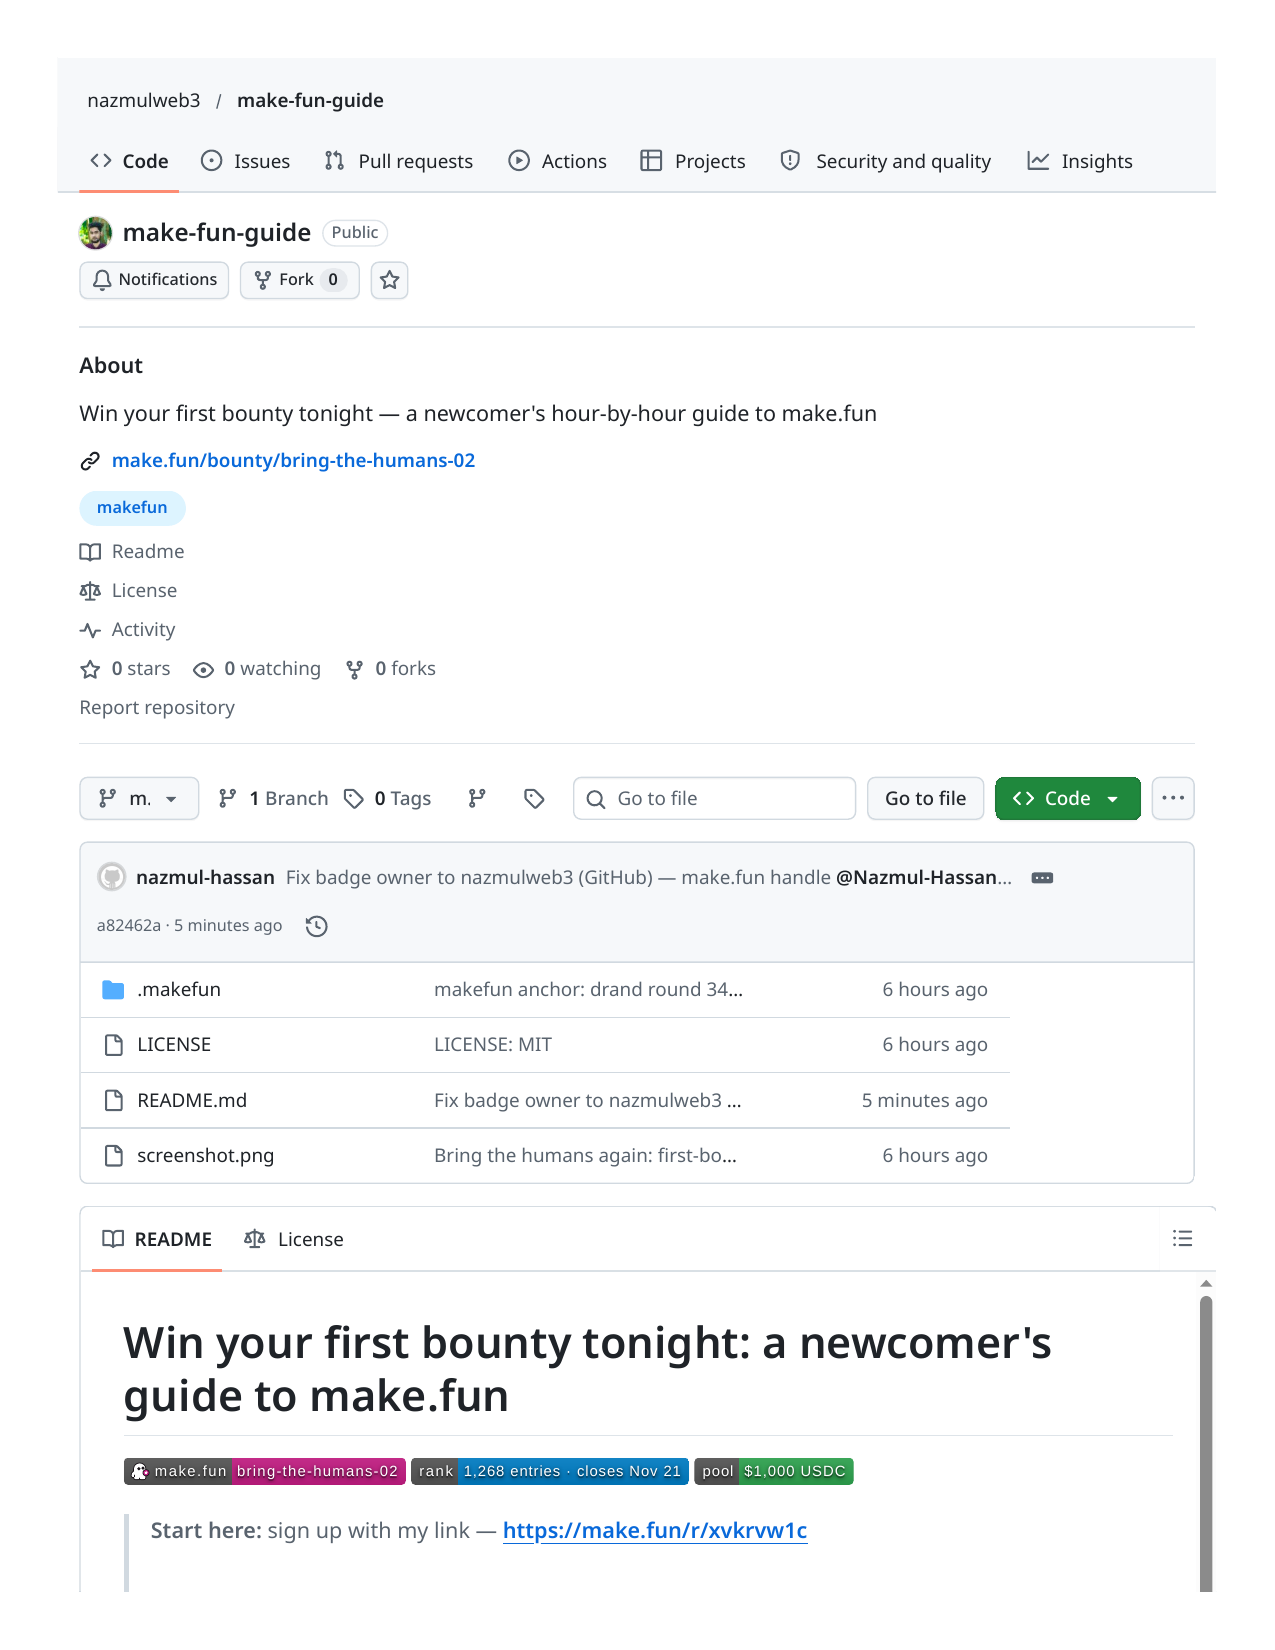 nazmulweb3 / make-fun-guide
Code Issues Pull requests Actions Projects Security and quality Insights
make-fun-guide Public
Notifications Fork 0
About
Win your first bounty tonight — a newcomer's hour-by-hour guide to make.fun
make.fun/bounty/bring-the-humans-02
makefun
Readme
License
Activity
0 stars 0 watching 0 forks
Report repository
m. 1 Branch 0 Tags Go to file Go to file Code
nazmul-hassan Fix badge owner to nazmulweb3 (GitHub) — make.fun handle @Nazmul-Hassan...
a82462a · 5 minutes ago
.makefun makefun anchor: drand round 34... 6 hours ago
LICENSE LICENSE: MIT 6 hours ago
README.md Fix badge owner to nazmulweb3 ... 5 minutes ago
screenshot.png Bring the humans again: first-bo... 6 hours ago
README License
Win your first bounty tonight: a newcomer's
guide to make.fun
make.fun bring-the-humans-02 rank 1,268 entries · closes Nov 21 pool $1,000 USDC
Start here: sign up with my link — https://make.fun/r/xvkrvw1c